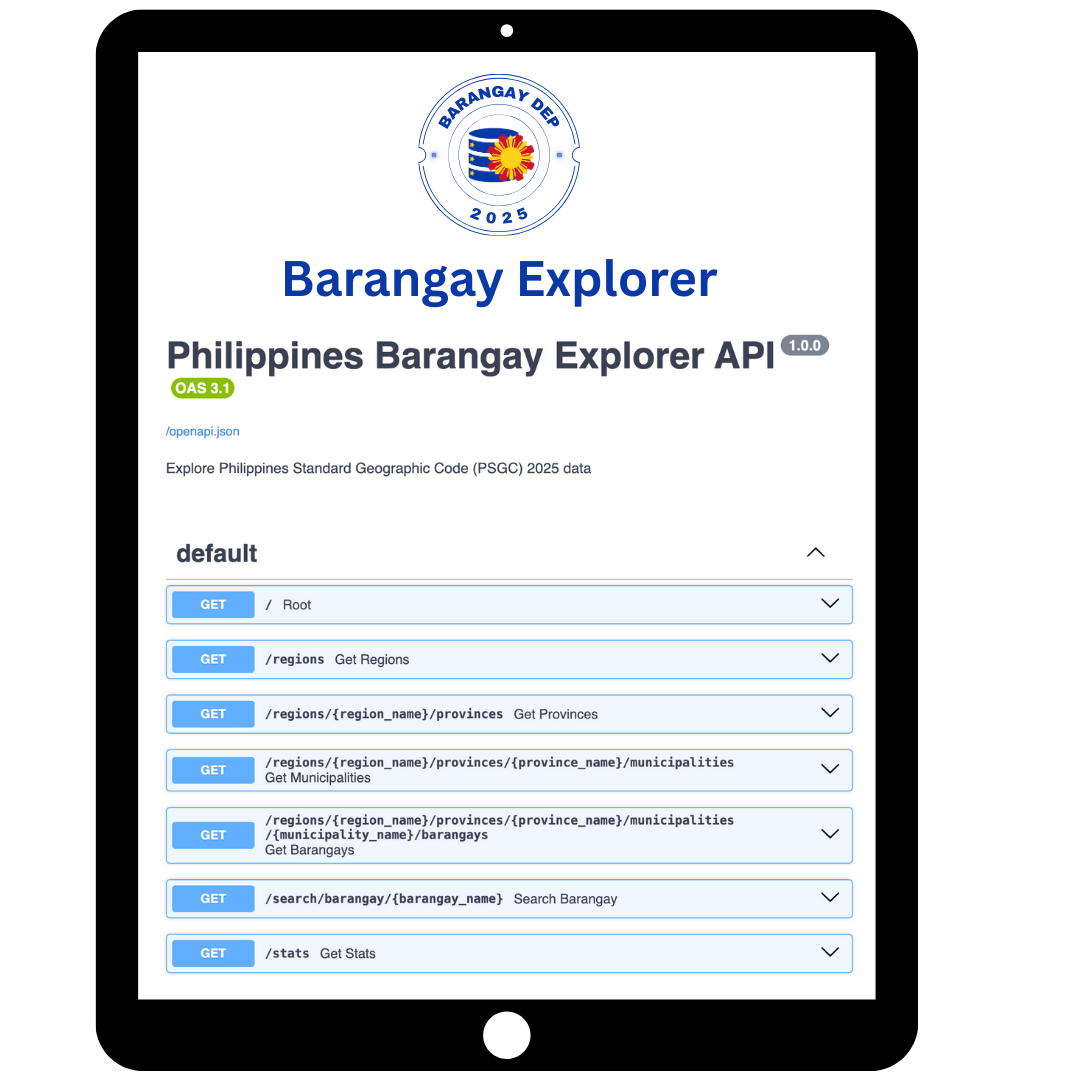 BARANGAY DEP
2025
Barangay Explorer
Philippines Barangay Explorer API 1.0.0
OAS 3.1
/openapi.json
Explore Philippines Standard Geographic Code (PSGC) 2025 data
default
GET / Root
GET /regions Get Regions
GET /regions/{region_name}/provinces Get Provinces
GET /regions/{region_name}/provinces/{province_name}/municipalities
Get Municipalities
GET /regions/{region_name}/provinces/{province_name}/municipalities
/{municipality_name}/barangays
Get Barangays
GET /search/barangay/{barangay_name} Search Barangay
GET /stats Get Stats